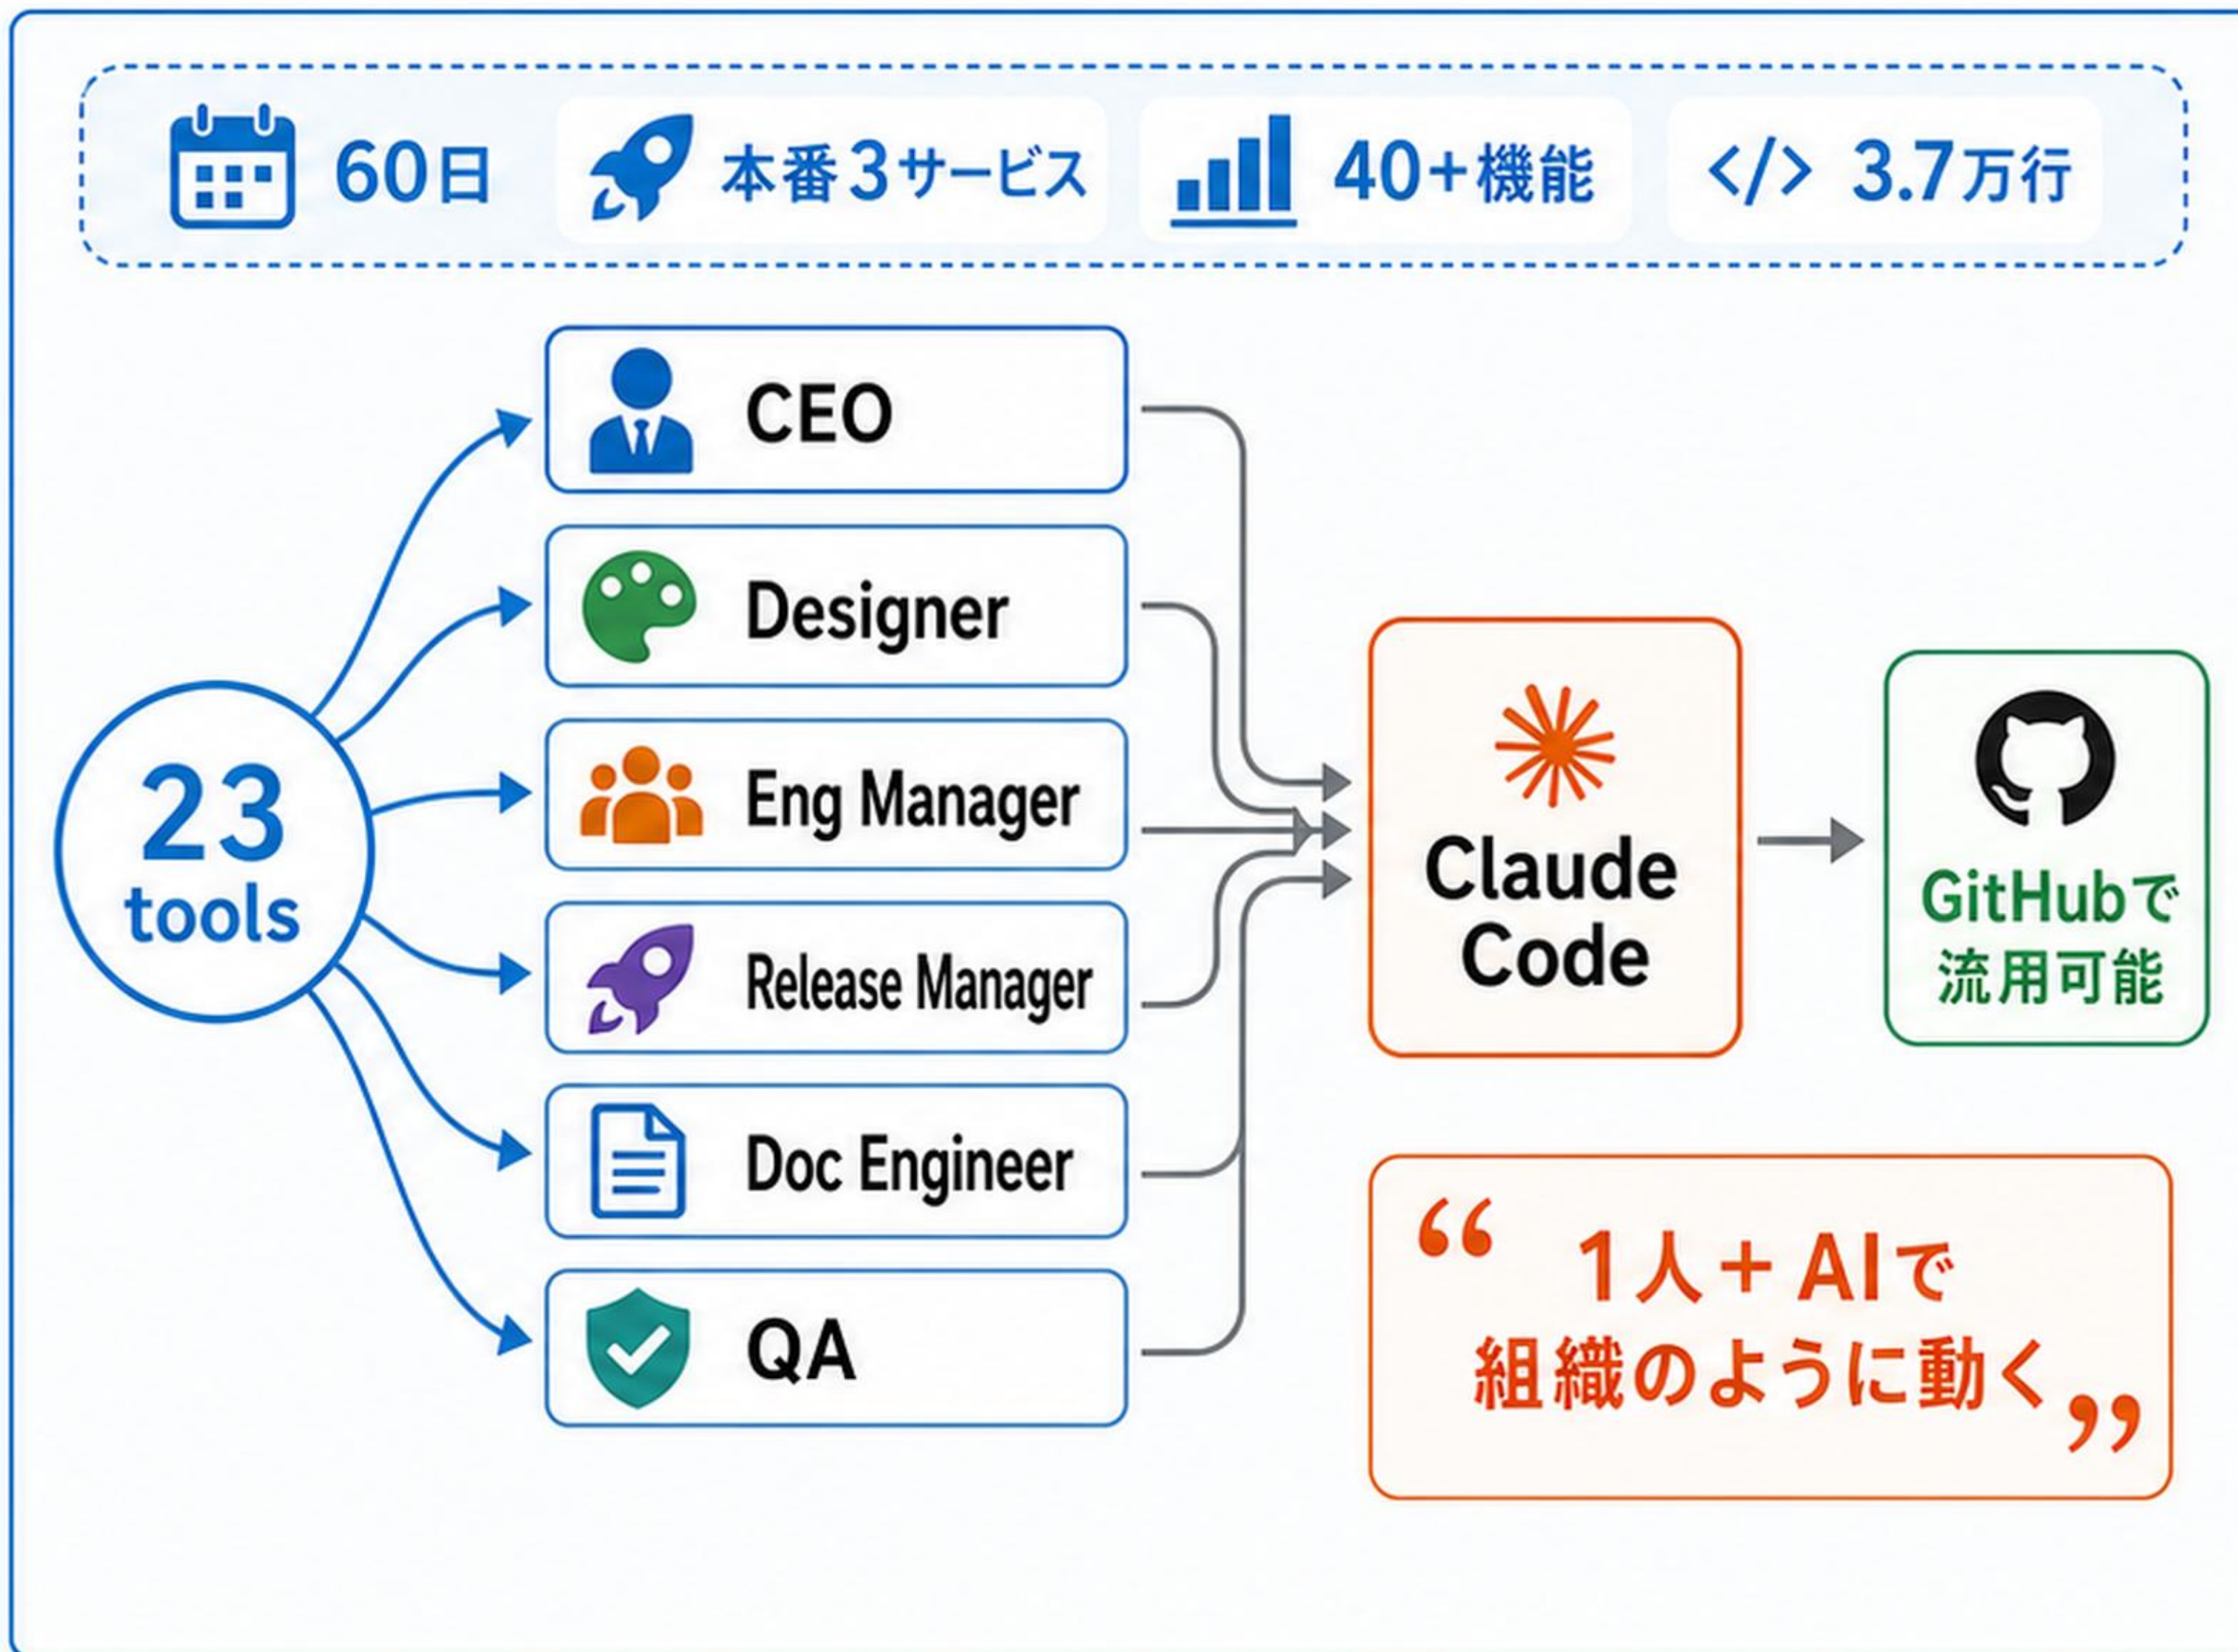 60日
本番3サービス
40+機能
</> 3.7万行
23
tools
CEO
Designer
Eng Manager
Release Manager
Doc Engineer
QA
Claude
Code
GitHubで
流用可能
“ 1人 + AIで
組織のように動く ”